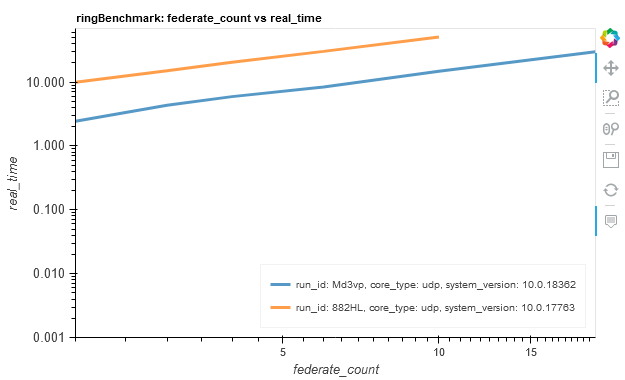 ringBenchmark: federate_count vs real_time
10.000
1.000
0.100
0.010
0.001
real_time
run_id: Md3vp, core_type: udp, system_version: 10.0.18362
run_id: 882HL, core_type: udp, system_version: 10.0.17763
5
10
15
federate_count